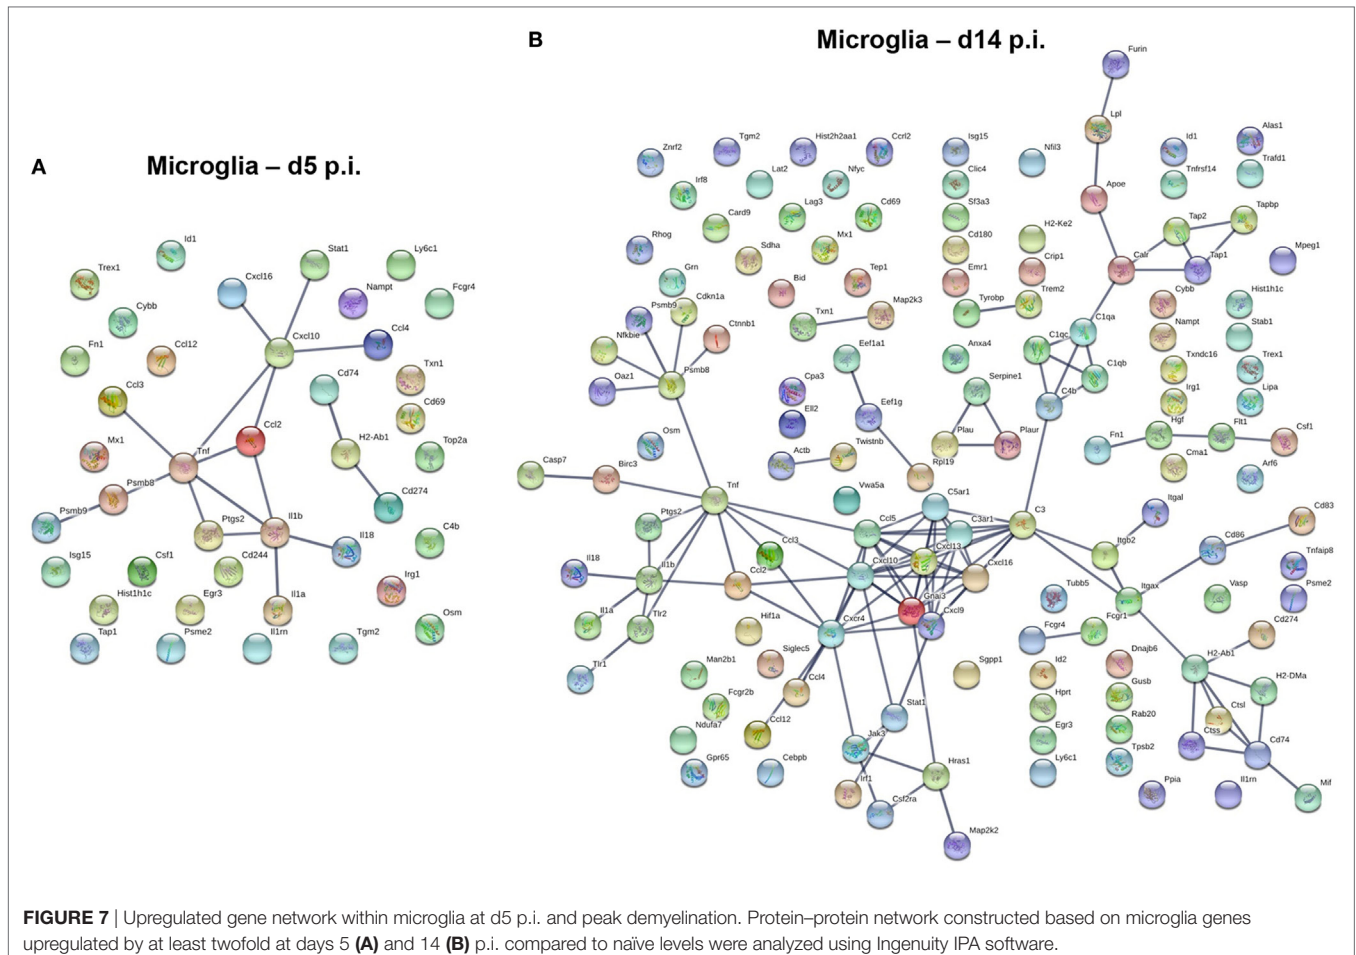 A
Microglia – d5 p.i.
Id1
Stat1
Ly6c1
Trex1
Cxcl16
Nampt
Fcgr4
Cybb
Cxcl10
Ccl4
Fn1
Ccl12
Txn1
Cd74
Ccl3
Cd69
Ccl2
Mx1
Tnf
H2-Ab1
Top2a
Psmb8
Cd274
Psmb9
Ptgs2
Il1b
Il18
C4b
Isg15
Csf1
Cd244
Irg1
Hist1h1c
Egr3
Il1a
Osm
Tap1
Psme2
Il1rn
Tgm2
B
Microglia – d14 p.i.
Furin
Lpl
Znrf2
Tgm2
Hist2h2aa1
Ccrl2
Isg15
Nfil3
Id1
Alas1
Irf8
Lat2
Nfyc
Clic4
Apoe
Tnfrsf14
Trafd1
Card9
Lag3
Cd69
Sf3a3
H2-Ke2
Tap2
Tapbp
Rhog
Sdha
Mx1
Cd180
Calr
Tap1
Mpeg1
Grn
Bid
Tep1
Emr1
Crip1
Psmb9
Cdkn1a
Txn1
Map2k3
Tyrobp
Trem2
Cybb
Hist1h1c
Nfkbie
Ctnnb1
Eef1a1
Anxa4
C1qc
C1qa
Nampt
Stab1
Oaz1
Psmb8
Cpa3
Serpine1
C1qb
Txndc16
Trex1
Ell2
Eef1g
C4b
Irg1
Lipa
Osm
Actb
Twistnb
Plau
Plaur
Fn1
Hgf
Flt1
Csf1
Casp7
Birc3
Rpl19
Cma1
Arf6
Tnf
Vwa5a
C5ar1
C3
Itgal
Cd83
Ptgs2
Ccl5
C3ar1
Cd86
Ccl3
Cxcl13
Itgb2
Tnfaip8
Il18
Il1b
Ccl2
Cxcl10
Cxcl16
Tubb5
Itgax
Vasp
Psme2
Il1a
Tlr2
Hif1a
Cxcr4
Gnai3
Cxcl9
Fcgr4
Fcgr1
Cd274
Tlr1
Man2b1
Siglec5
Sgpp1
Id2
Dnajb6
H2-Ab1
H2-DMa
Fcgr2b
Ccl4
Stat1
Hprt
Gusb
Ctsl
Ndufa7
Ccl12
Jak3
Egr3
Rab20
Ctss
Cd74
Gpr65
Cebpb
Irf1
Hras1
Ly6c1
Tpsb2
Ppia
Il1rn
Mif
Csf2ra
Map2k2
FIGURE 7 | Upregulated gene network within microglia at d5 p.i. and peak demyelination. Protein–protein network constructed based on microglia genes
upregulated by at least twofold at days 5 (A) and 14 (B) p.i. compared to naïve levels were analyzed using Ingenuity IPA software.